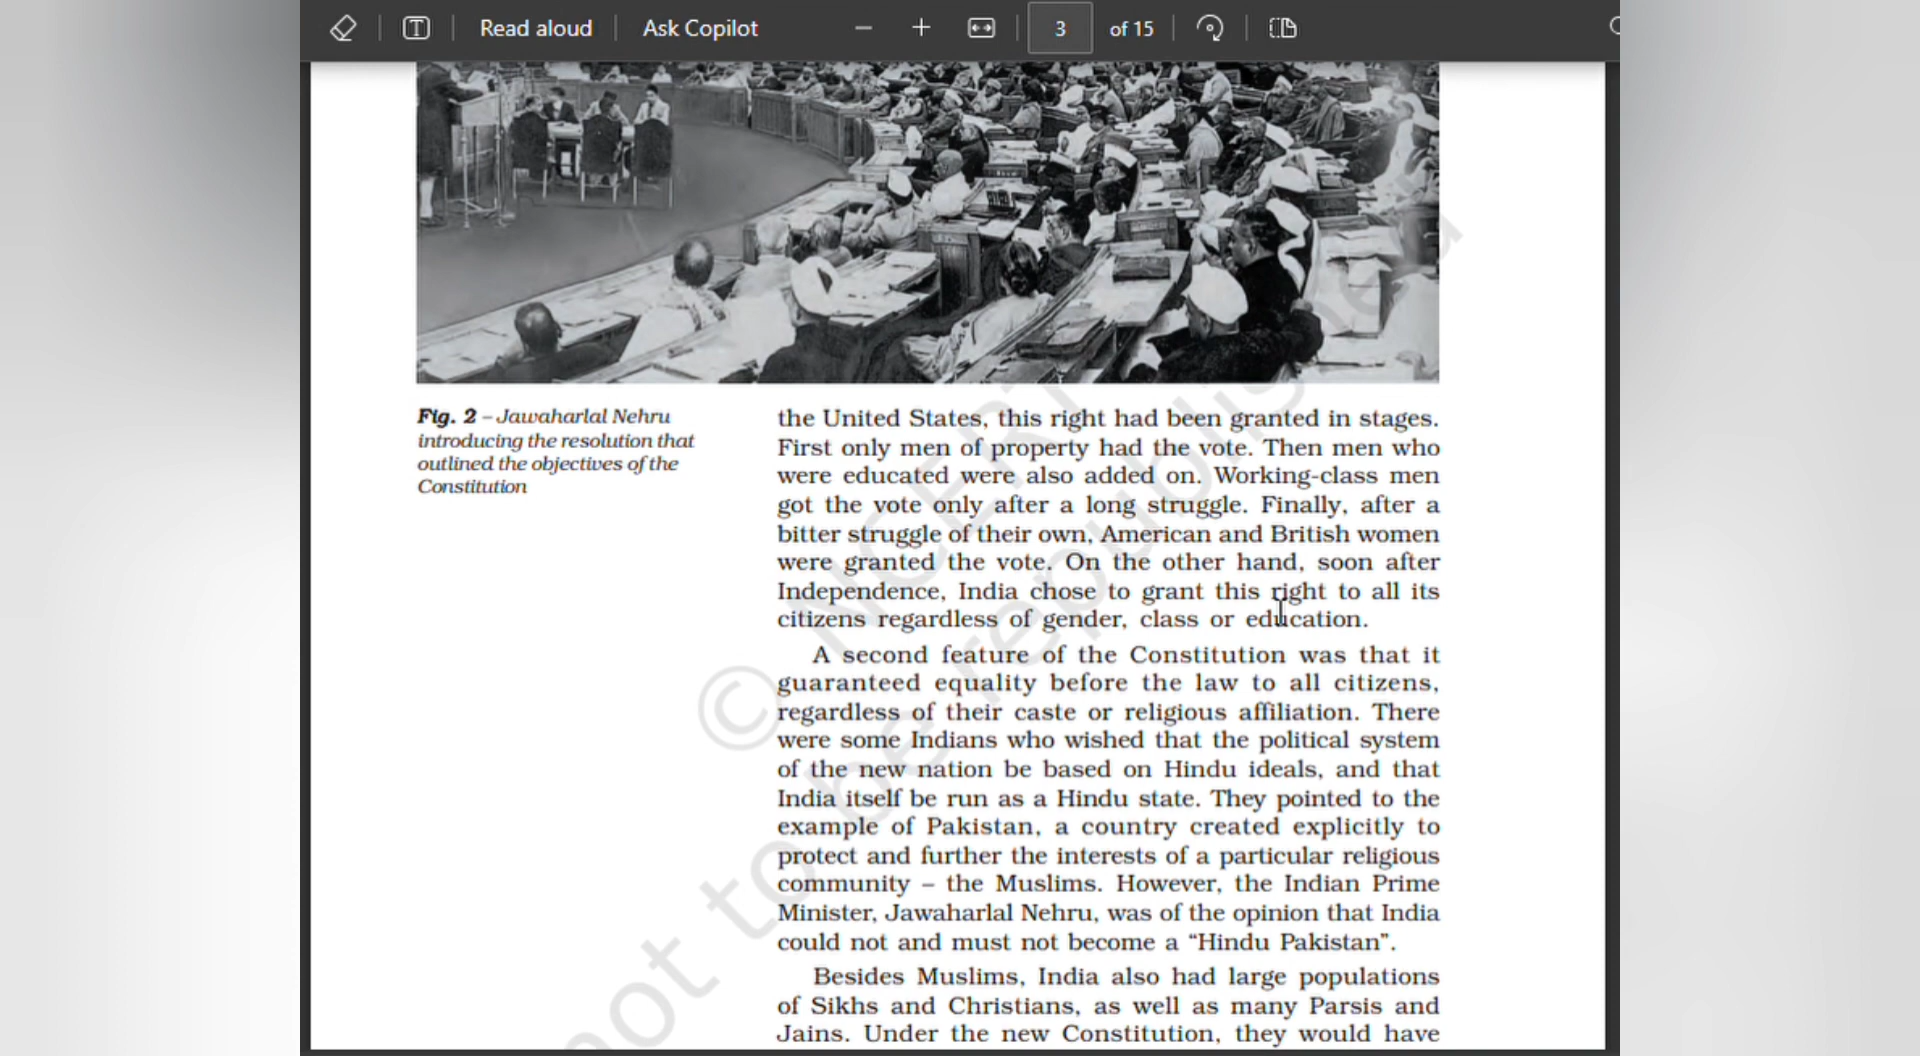 Read aloud
Ask Copilot
3
of 15
Fig. 2 – Jawaharlal Nehru
introducing the resolution that
outlined the objectives of the
Constitution
the United States, this right had been granted in stages.
First only men of property had the vote. Then men who
were educated were also added on. Working-class men
got the vote only after a long struggle. Finally, after a
bitter struggle of their own, American and British women
were granted the vote. On the other hand, soon after
Independence, India chose to grant this right to all its
citizens regardless of gender, class or education.
A second feature of the Constitution was that it
guaranteed equality before the law to all citizens,
regardless of their caste or religious affiliation. There
were some Indians who wished that the political system
of the new nation be based on Hindu ideals, and that
India itself be run as a Hindu state. They pointed to the
example of Pakistan, a country created explicitly to
protect and further the interests of a particular religious
community – the Muslims. However, the Indian Prime
Minister, Jawaharlal Nehru, was of the opinion that India
could not and must not become a “Hindu Pakistan”.
Besides Muslims, India also had large populations
of Sikhs and Christians, as well as many Parsis and
Jains. Under the new Constitution, they would have
© NCERT
not to be republished